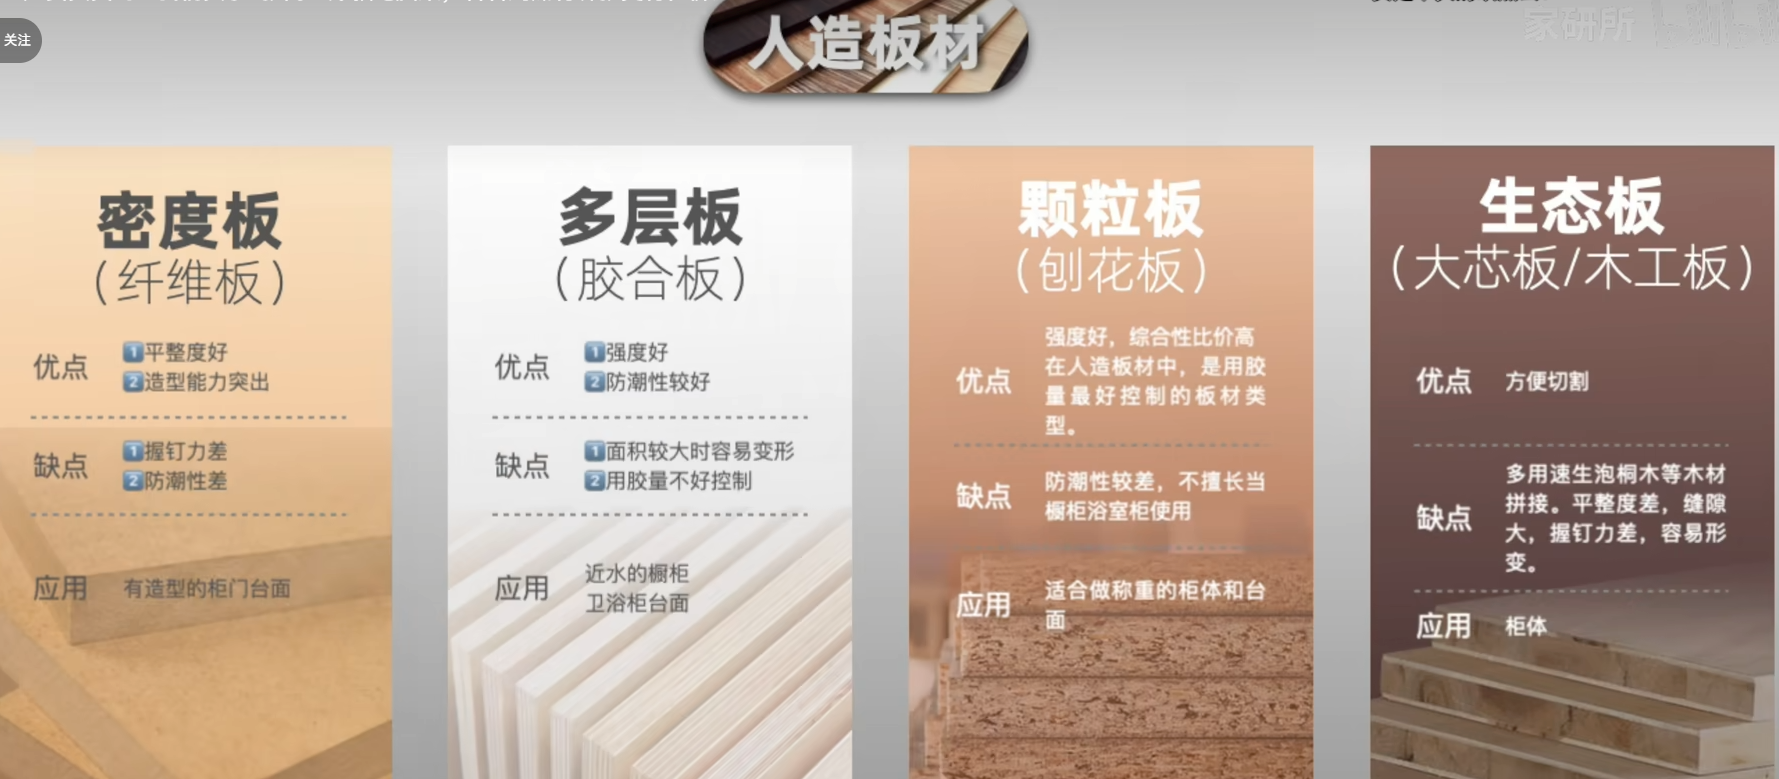 关注
人造板材
家研所
密度板
（纤维板）
优点
1平整度好
2造型能力突出
缺点
1握钉力差
2防潮性差
应用
有造型的柜门台面
多层板
（胶合板）
优点
1强度好
2防潮性较好
缺点
1面积较大时容易变形
2用胶量不好控制
应用
近水的橱柜
卫浴柜台面
颗粒板
（刨花板）
优点
强度好，综合性比价高
在人造板材中，是用胶
量最好控制的板材类
型。
缺点
防潮性较差，不擅长当
橱柜浴室柜使用
应用
适合做称重的柜体和台
面
生态板
（大芯板/木工板）
优点
方便切割
缺点
多用速生泡桐木等木材
拼接。平整度差，缝隙
大，握钉力差，容易形
变。
应用
柜体